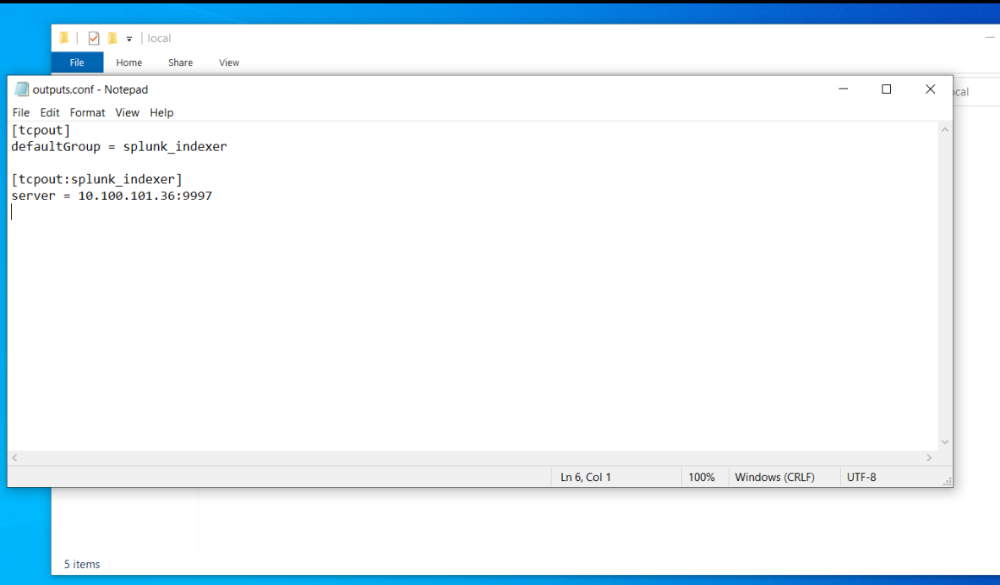 local
File Home Share View
ocal
outputs.conf - Notepad
File Edit Format View Help
[tcpout]
defaultGroup = splunk_indexer
[tcpout:splunk_indexer]
server = 10.100.101.36:9997
Ln 6, Col 1 100% Windows (CRLF) UTF-8
5 items